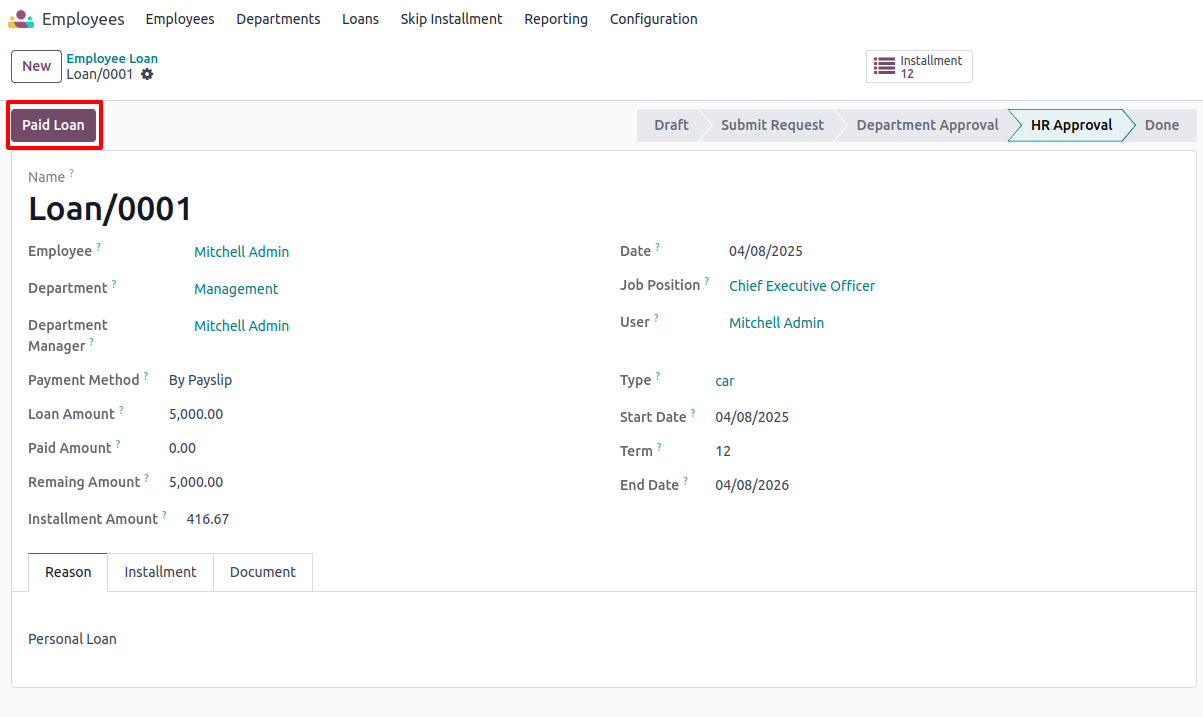 Employees Employees Departments Loans Skip Installment Reporting Configuration
New
Employee Loan
Loan/0001
Installment
12
Paid Loan
Draft Submit Request Department Approval HR Approval Done
Name ?
Loan/0001
Employee ? Mitchell Admin
Date ? 04/08/2025
Department ? Management
Job Position ? Chief Executive Officer
Department
Manager ? Mitchell Admin
User ? Mitchell Admin
Payment Method ? By Payslip
Type ? car
Loan Amount ? 5,000.00
Start Date ? 04/08/2025
Paid Amount ? 0.00
Term ? 12
Remaing Amount ? 5,000.00
End Date ? 04/08/2026
Installment Amount ? 416.67
Reason Installment Document
Personal Loan